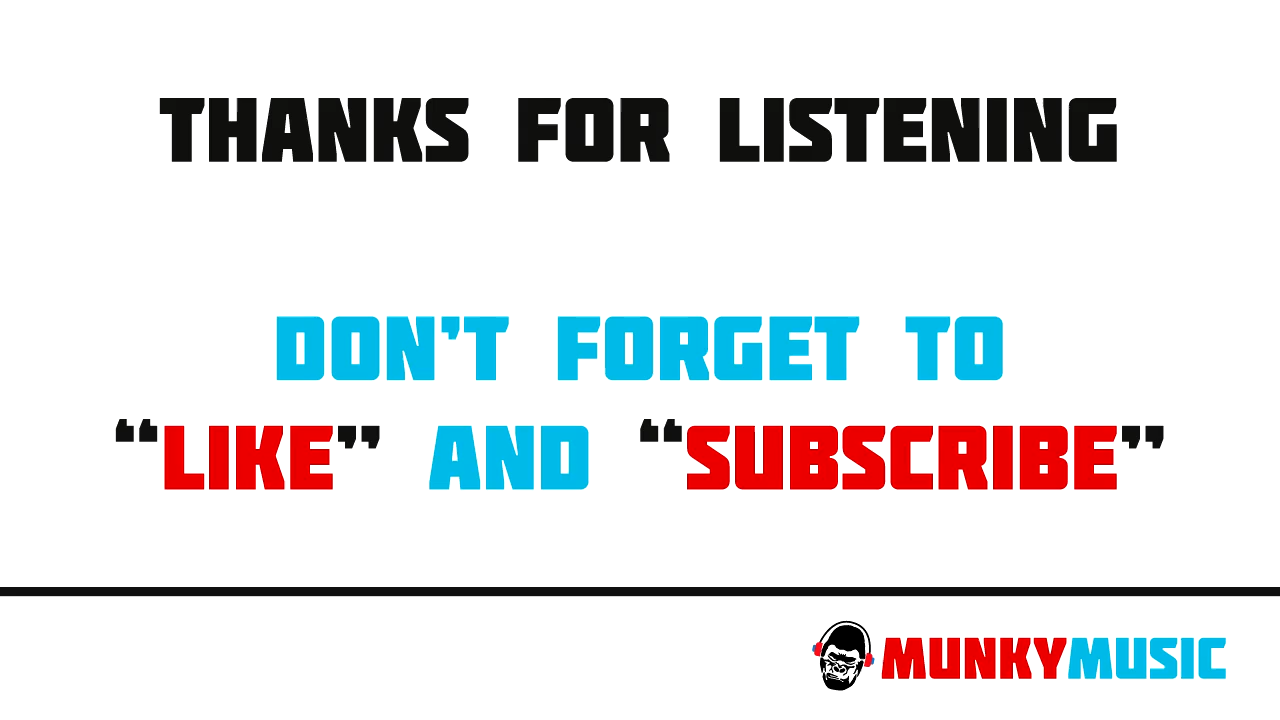 THANKS FOR LISTENING
DON’T FORGET TO
“LIKE” AND “SUBSCRIBE”
MUNKYMUSIC